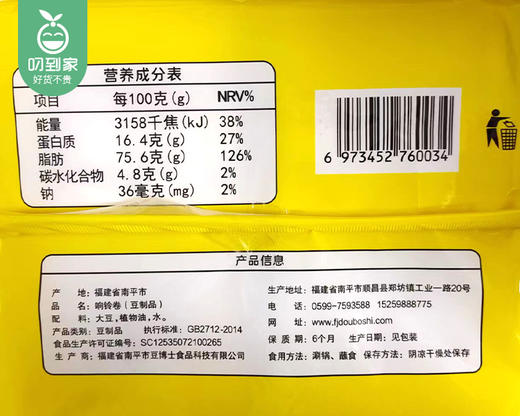 叨到家
好货不贵
营养成分表
项目 每100克(g) NRV%
能量 3158千焦(kJ) 38%
蛋白质 16.4克(g) 27%
脂肪 75.6克(g) 126%
碳水化合物 4.8克(g) 2%
钠 36毫克(mg) 2%
6 973452 760034
产品信息
产 地：福建省南平市
品 名：响铃卷（豆制品）
配 料：大豆，植物油，水。
产品类别：豆制品 执行标准：GB2712-2014
食品生产许可证编号：SC12535072100265
生 产 商：福建省南平市豆博士食品科技有限公司
生产地址：福建省南平市顺昌县郑坊镇工业一路20号
电 话：0599-7593588 15259888775
网 址：www.fjdouboshi.com
保 质 期：6个月 生产日期：见包装
食用方法：涮锅、蘸食 保存方法：阴凉干燥处保存